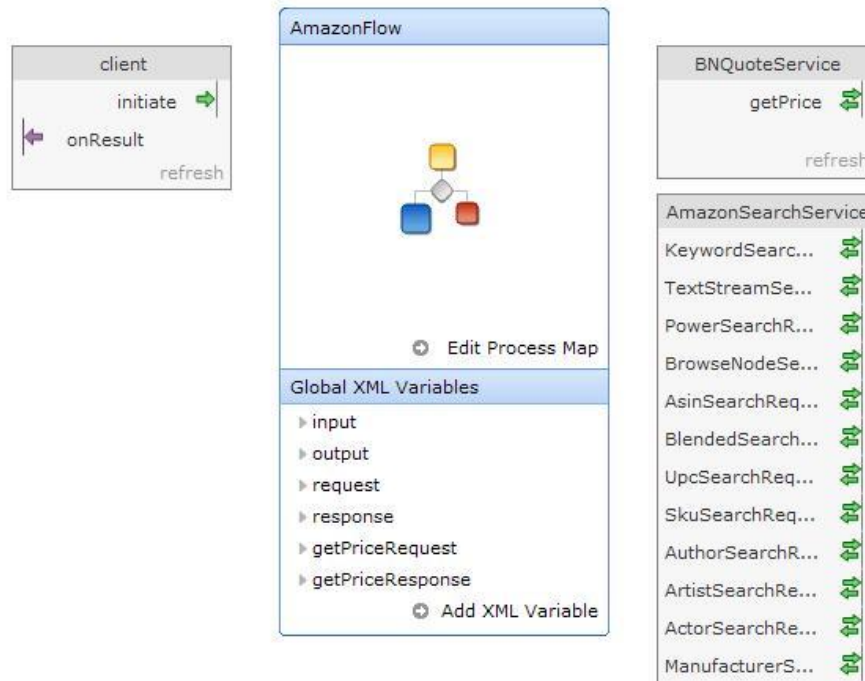 client
initiate
onResult
refresh
AmazonFlow
Edit Process Map
Global XML Variables
input
output
request
response
getPriceRequest
getPriceResponse
Add XML Variable
BNQuoteService
getPrice
refresh
AmazonSearchService
KeywordSearc...
TextStreamSe...
PowerSearchR...
BrowseNodeSe...
AsinSearchReq...
BlendedSearch...
UpcSearchReq...
SkuSearchReq...
AuthorSearchR...
ArtistSearchRe...
ActorSearchRe...
ManufacturerS...